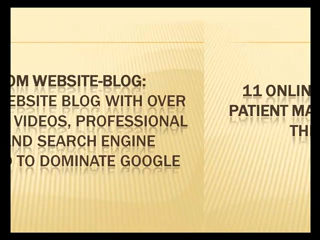 OM WEBSITE-BLOG:
EBSITE BLOG WITH OVER
VIDEOS, PROFESSIONAL
AND SEARCH ENGINE
TO DOMINATE GOOGLE
11 ONLIN
PATIENT MA
TH